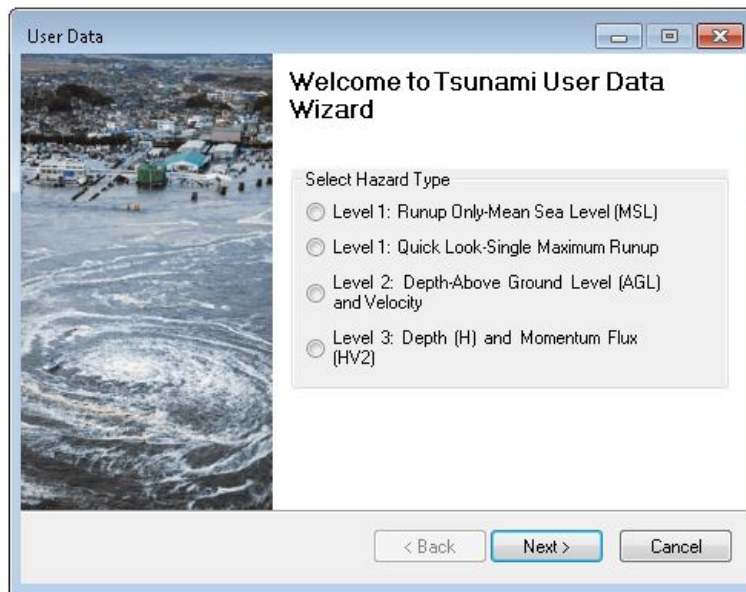 User Data
Welcome to Tsunami User Data
Wizard
Select Hazard Type
Level 1: Runup Only-Mean Sea Level (MSL)
Level 1: Quick Look-Single Maximum Runup
Level 2: Depth-Above Ground Level (AGL)
and Velocity
Level 3: Depth (H) and Momentum Flux
(HV2)
< Back Next > Cancel